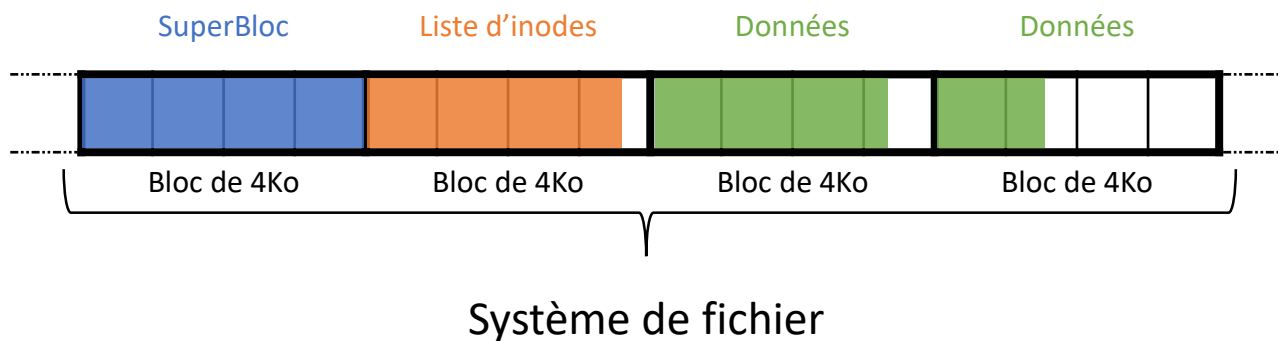 SuperBloc Liste d’inodes Données Données
Bloc de 4Ko Bloc de 4Ko Bloc de 4Ko Bloc de 4Ko
Système de fichier